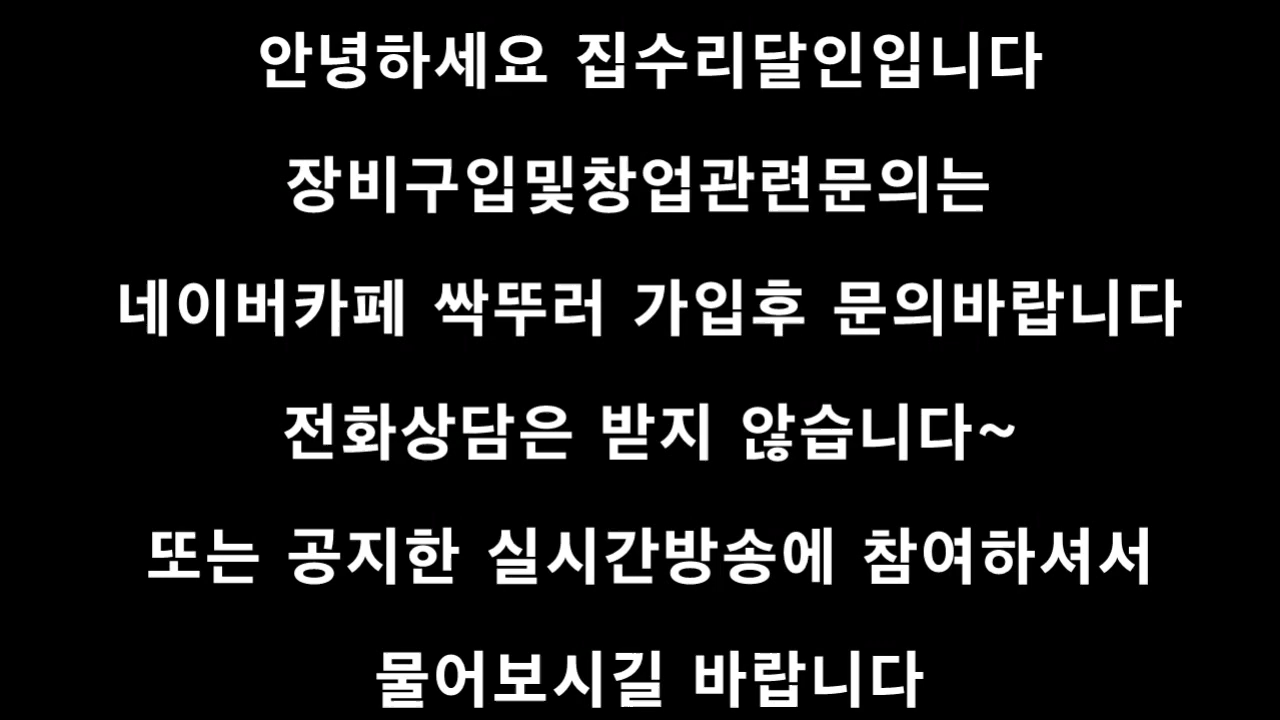 안녕하세요 집수리달인입니다
장비구입및창업관련문의는
네이버카페 싹뚜러 가입후 문의바랍니다
전화상담은 받지 않습니다~
또는 공지한 실시간방송에 참여하셔서
물어보시길 바랍니다